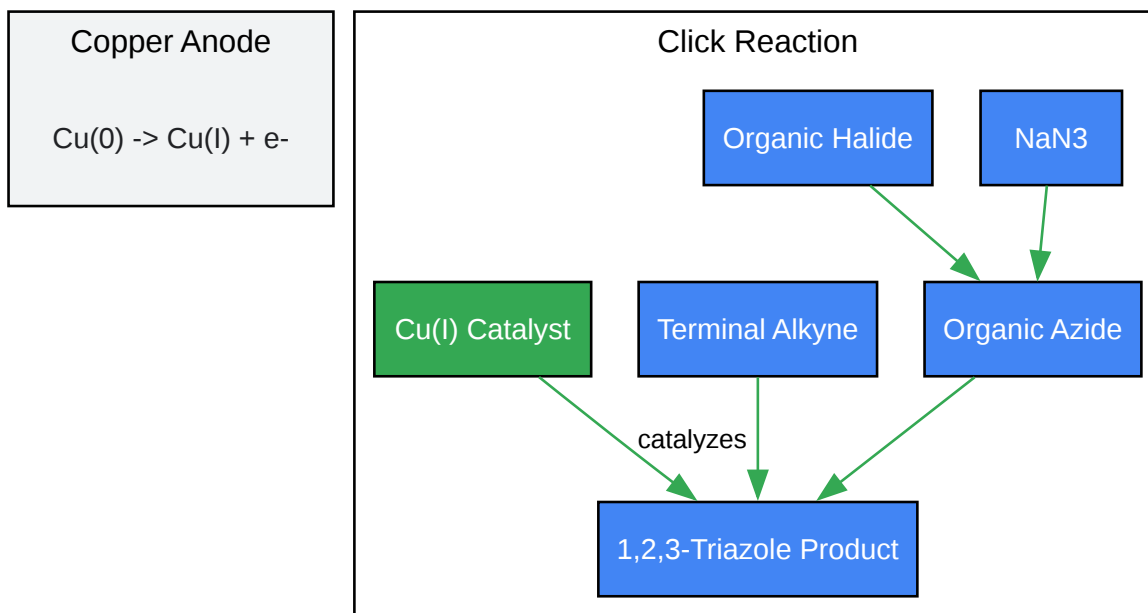 Copper Anode
Cu(0) -> Cu(I) + e-
Click Reaction
Organic Halide
NaN3
Cu(I) Catalyst
Terminal Alkyne
Organic Azide
catalyzes
1,2,3-Triazole Product